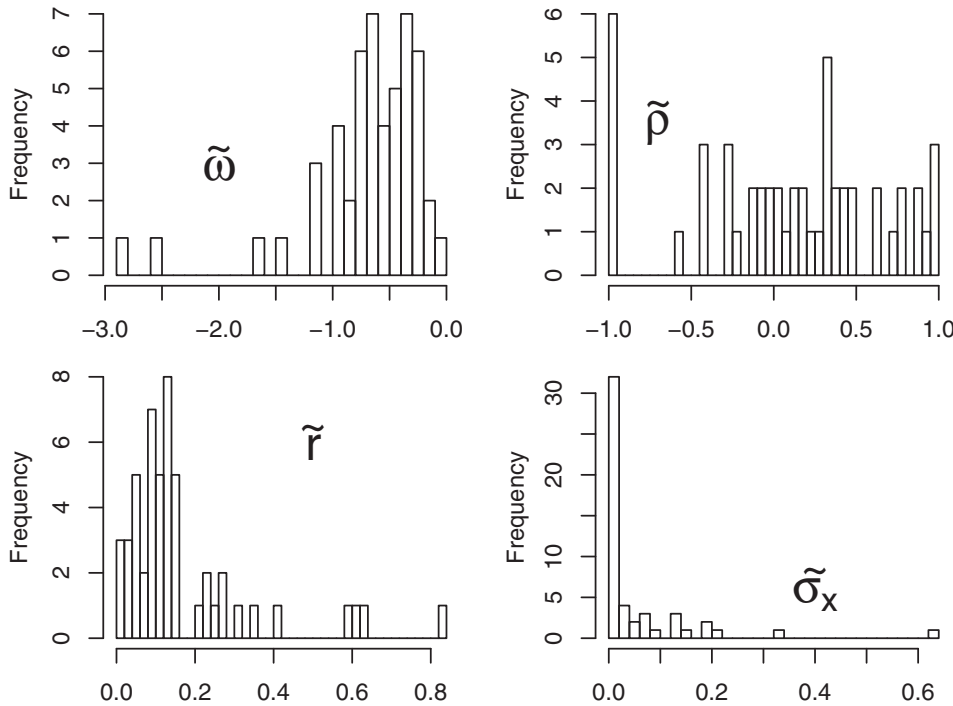 Frequency
0 1 2 3 4 5 6 7
ω̃
−3.0 −2.0 −1.0 0.0
Frequency
0 1 2 3 4 5 6
ρ̃
−1.0 −0.5 0.0 0.5 1.0
Frequency
0 2 4 6 8
r̃
0.0 0.2 0.4 0.6 0.8
Frequency
0 5 10 20 30
σ̃x
0.0 0.2 0.4 0.6